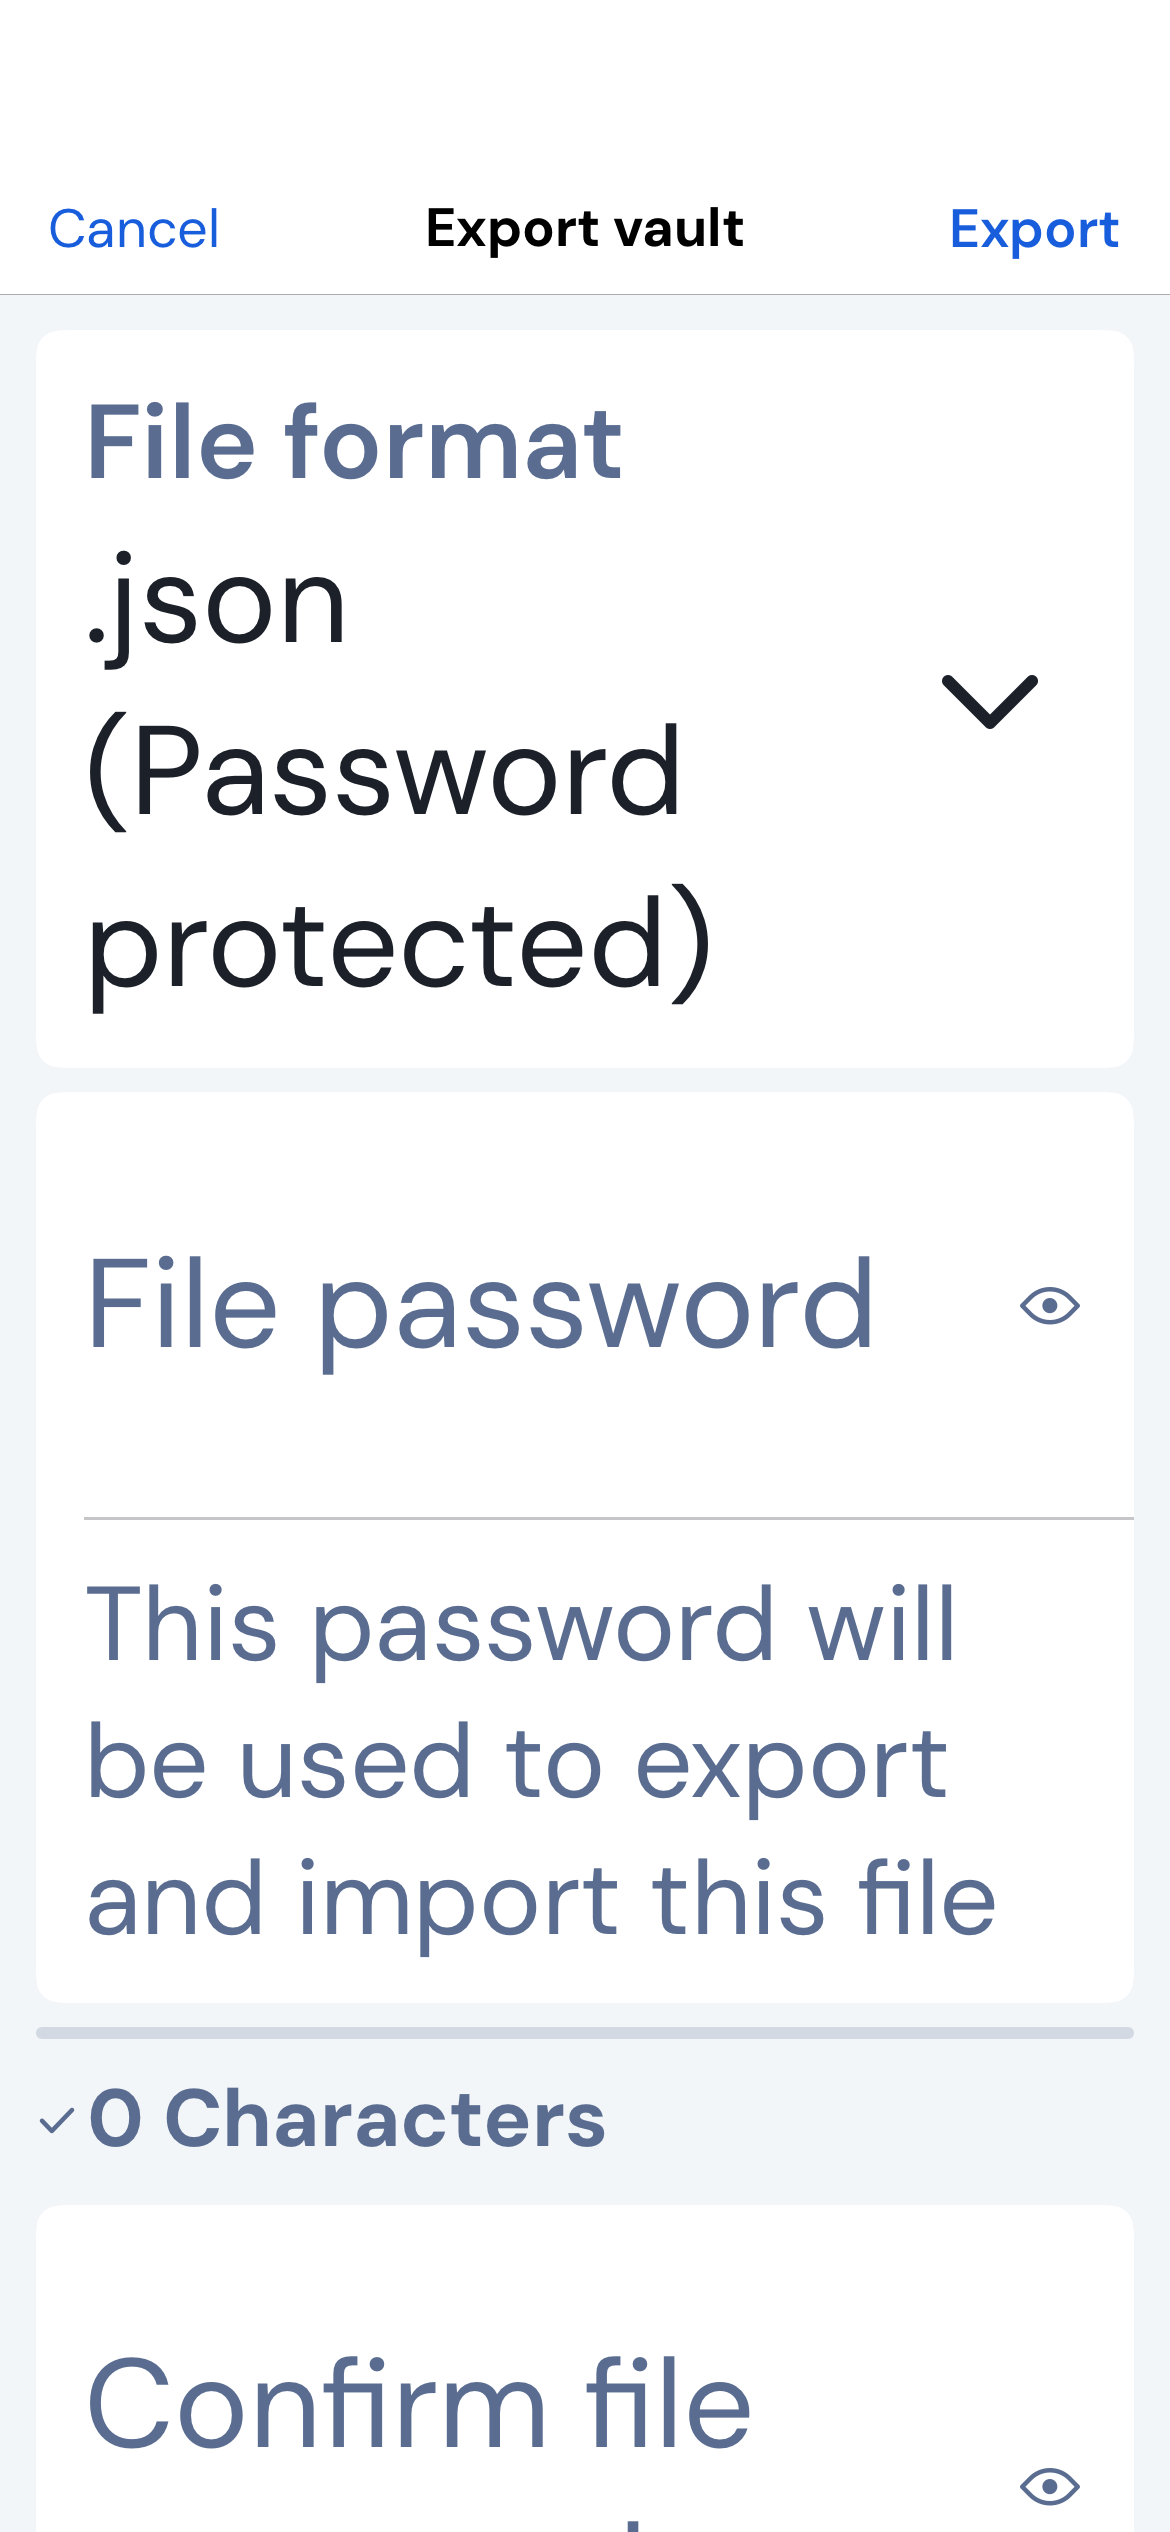 Cancel Export vault Export
File format
.json
(Password
protected)
File password
This password will
be used to export
and import this file
0 Characters
Confirm file